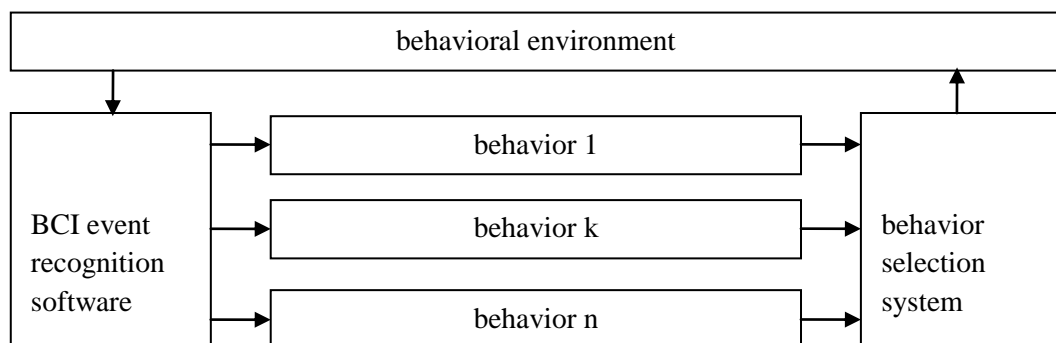 behavioral environment
behavior 1
BCI event
recognition
software
behavior k
behavior
selection
system
behavior n